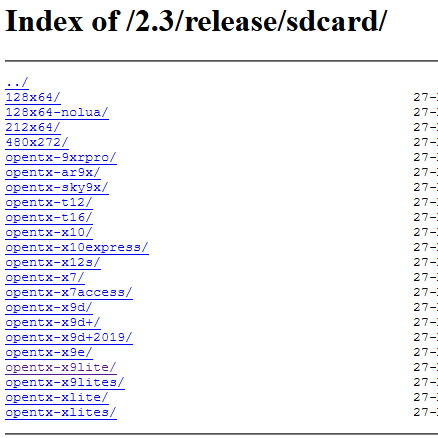 Index of /2.3/release/sdcard/
../
128x64/ 27-
128x64-nolua/ 27-
212x64/ 27-
480x272/ 27-
opentx-9xrpro/ 27-
opentx-ar9x/ 27-
opentx-sky9x/ 27-
opentx-t12/ 27-
opentx-t16/ 27-
opentx-x10/ 27-
opentx-x10express/ 27-
opentx-x12s/ 27-
opentx-x7/ 27-
opentx-x7access/ 27-
opentx-x9d/ 27-
opentx-x9d+/ 27-
opentx-x9d+2019/ 27-
opentx-x9e/ 27-
opentx-x9lite/ 27-
opentx-x9lites/ 27-
opentx-xlite/ 27-
opentx-xlites/ 27-